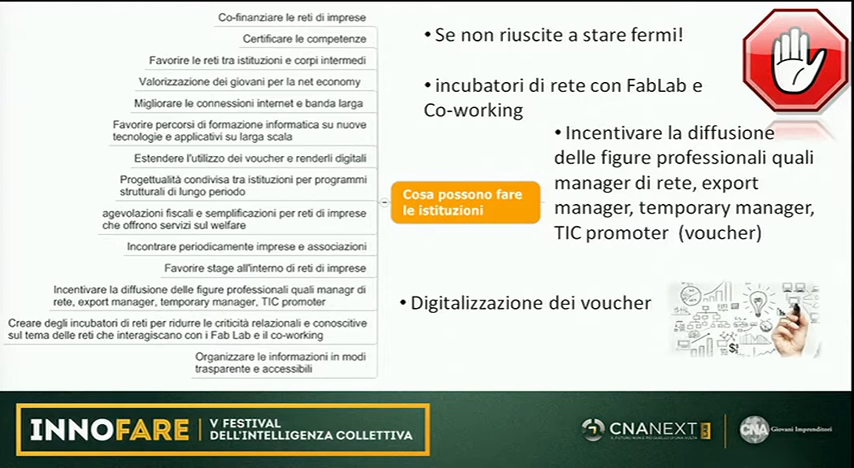 Co-finanziare le reti di imprese
Certificare le competenze
Favorire le reti tra istituzioni e corpi intermedi
Valorizzazione dei giovani per la net economy
Migliorare le connessioni internet e banda larga
Favorire percorsi di formazione informatica su nuove
tecnologie e applicativi su larga scala
Estendere l'utilizzo dei voucher e renderli digitali
Progettualità condivisa tra istituzioni per programmi
strutturali di lungo periodo
agevolazioni fiscali e semplificazioni per reti di imprese
che offrono servizi sul welfare
Incontrare periodicamente imprese e associazioni
Favorire stage all'interno di reti di imprese
Incentivare la diffusione delle figure professionali quali managr di
rete, export manager, temporary manager, TIC promoter
Creare degli incubatori di reti per ridurre le criticità relazionali e conoscitive
sul tema delle reti che interagiscano con i Fab Lab e il co-working
Organizzare le informazioni in modi
trasparente e accessibili
Cosa possono fare
le istituzioni
• Se non riuscite a stare fermi!
• incubatori di rete con FabLab e
Co-working
• Incentivare la diffusione
delle figure professionali quali
manager di rete, export
manager, temporary manager,
TIC promoter (voucher)
• Digitalizzazione dei voucher
INNOFARE
V FESTIVAL
DELL'INTELLIGENZA COLLETTIVA
CNANEXT
IL FUTURO NON È PIÙ QUELLO DI UNA VOLTA
CNA Giovani Imprenditori